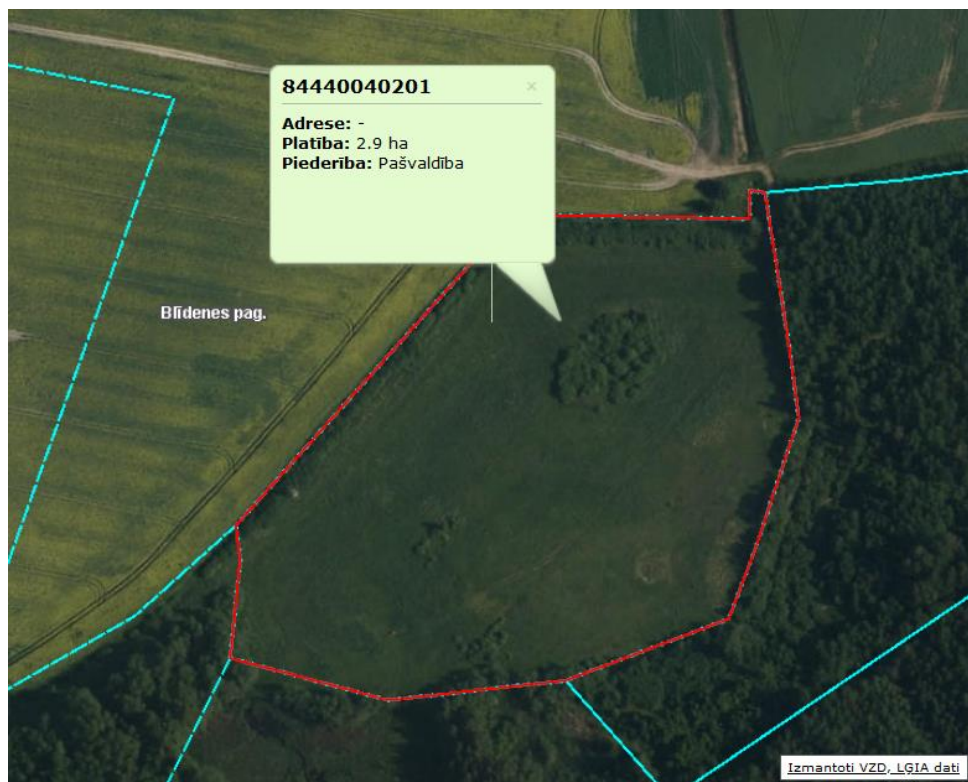 84440040201
Adrese: -
Platība: 2.9 ha
Piederība: Pašvaldība
Blīdenes pag.
Izmantoti VZD, LĢIA dati